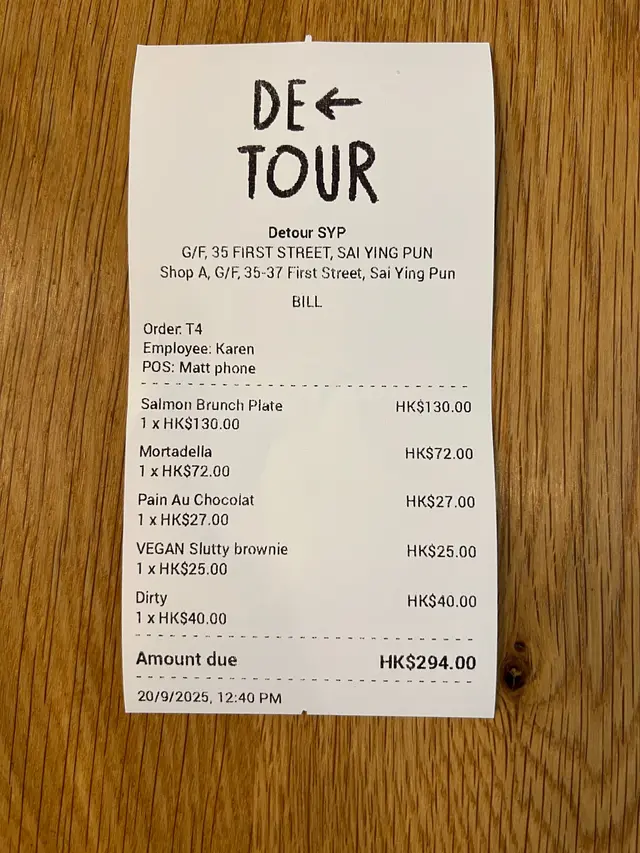 DE←
TOUR
Detour SYP
G/F, 35 FIRST STREET, SAI YING PUN
Shop A, G/F, 35-37 First Street, Sai Ying Pun
BILL
Order: T4
Employee: Karen
POS: Matt phone
Salmon Brunch Plate HK$130.00
1 x HK$130.00
Mortadella HK$72.00
1 x HK$72.00
Pain Au Chocolat HK$27.00
1 x HK$27.00
VEGAN Slutty brownie HK$25.00
1 x HK$25.00
Dirty HK$40.00
1 x HK$40.00
Amount due HK$294.00
20/9/2025, 12:40 PM